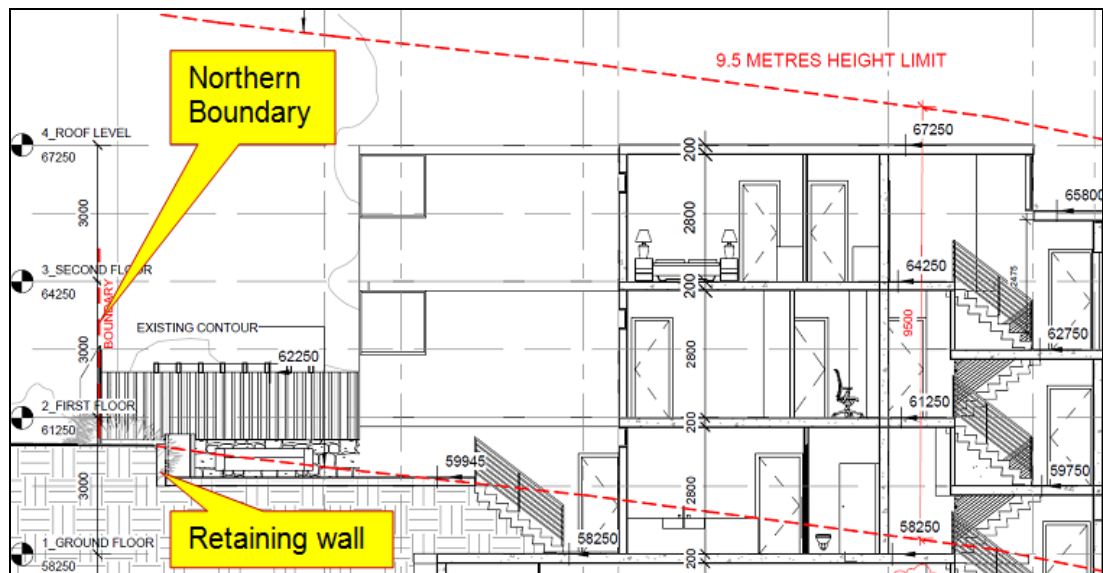 9.5 METRES HEIGHT LIMIT
Northern
Boundary
4_ROOF LEVEL
67250
67250
200
65800
3000
2800
3_SECOND FLOOR
64250
64250
200
2475
BOUNDARY
EXISTING CONTOUR
62250
9500
62750
3000
2800
2_FIRST FLOOR
61250
61250
200
59945
59750
3000
2800
Retaining wall
1_GROUND FLOOR
58250
58250
58250
200